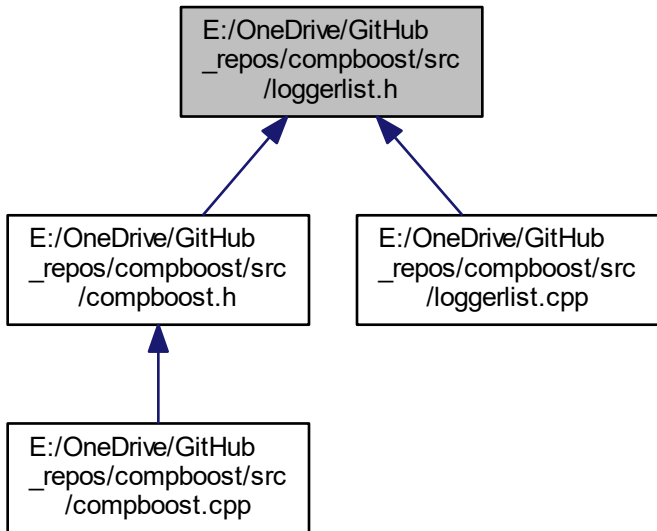 E:/OneDrive/GitHub
_repos/compboost/src
/loggerlist.h
E:/OneDrive/GitHub
_repos/compboost/src
/compboost.h
E:/OneDrive/GitHub
_repos/compboost/src
/loggerlist.cpp
E:/OneDrive/GitHub
_repos/compboost/src
/compboost.cpp